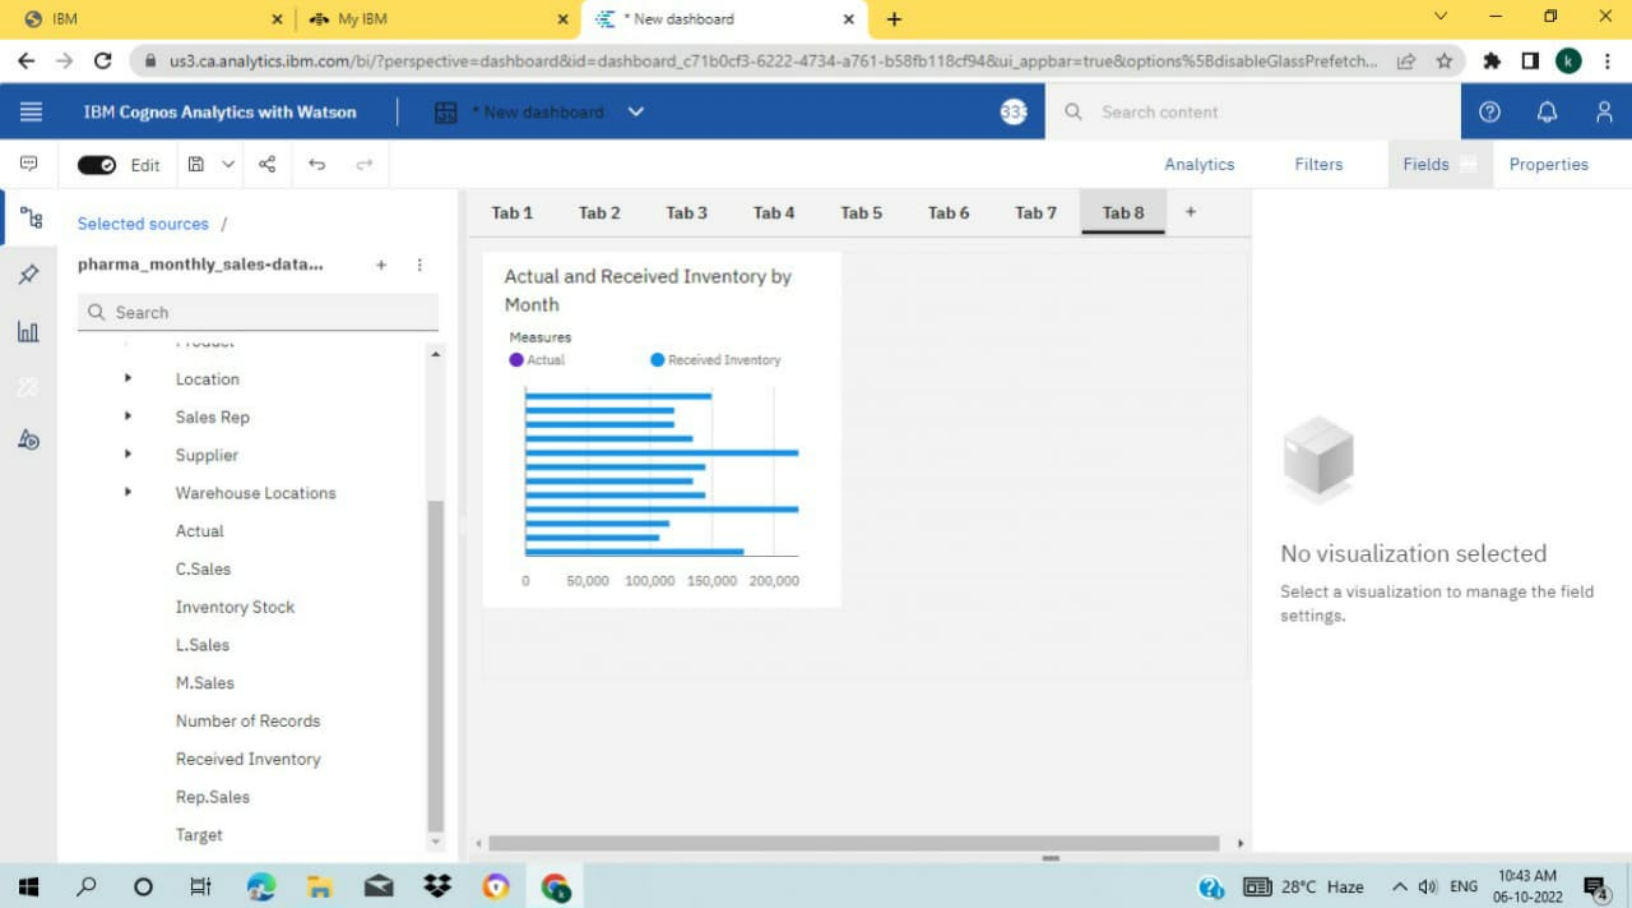 IBM
My IBM
* New dashboard
us3.ca.analytics.ibm.com/bi/?perspective=dashboard&id=dashboard_c71b0cf3-6222-4734-a761-b58fb118cf94&ui_appbar=true&options%5BdisableGlassPrefetch...
k
IBM Cognos Analytics with Watson
* New dashboard
Search content
Edit
Analytics
Filters
Fields
Properties
Selected sources /
pharma_monthly_sales-data...
Search
Location
Sales Rep
Supplier
Warehouse Locations
Actual
C.Sales
Inventory Stock
L.Sales
M.Sales
Number of Records
Received Inventory
Rep.Sales
Target
Tab 1
Tab 2
Tab 3
Tab 4
Tab 5
Tab 6
Tab 7
Tab 8
Actual and Received Inventory by
Month
Measures
Actual
Received Inventory
0 50,000 100,000 150,000 200,000
No visualization selected
Select a visualization to manage the field
settings.
28°C Haze
ENG
10:43 AM
06-10-2022
4